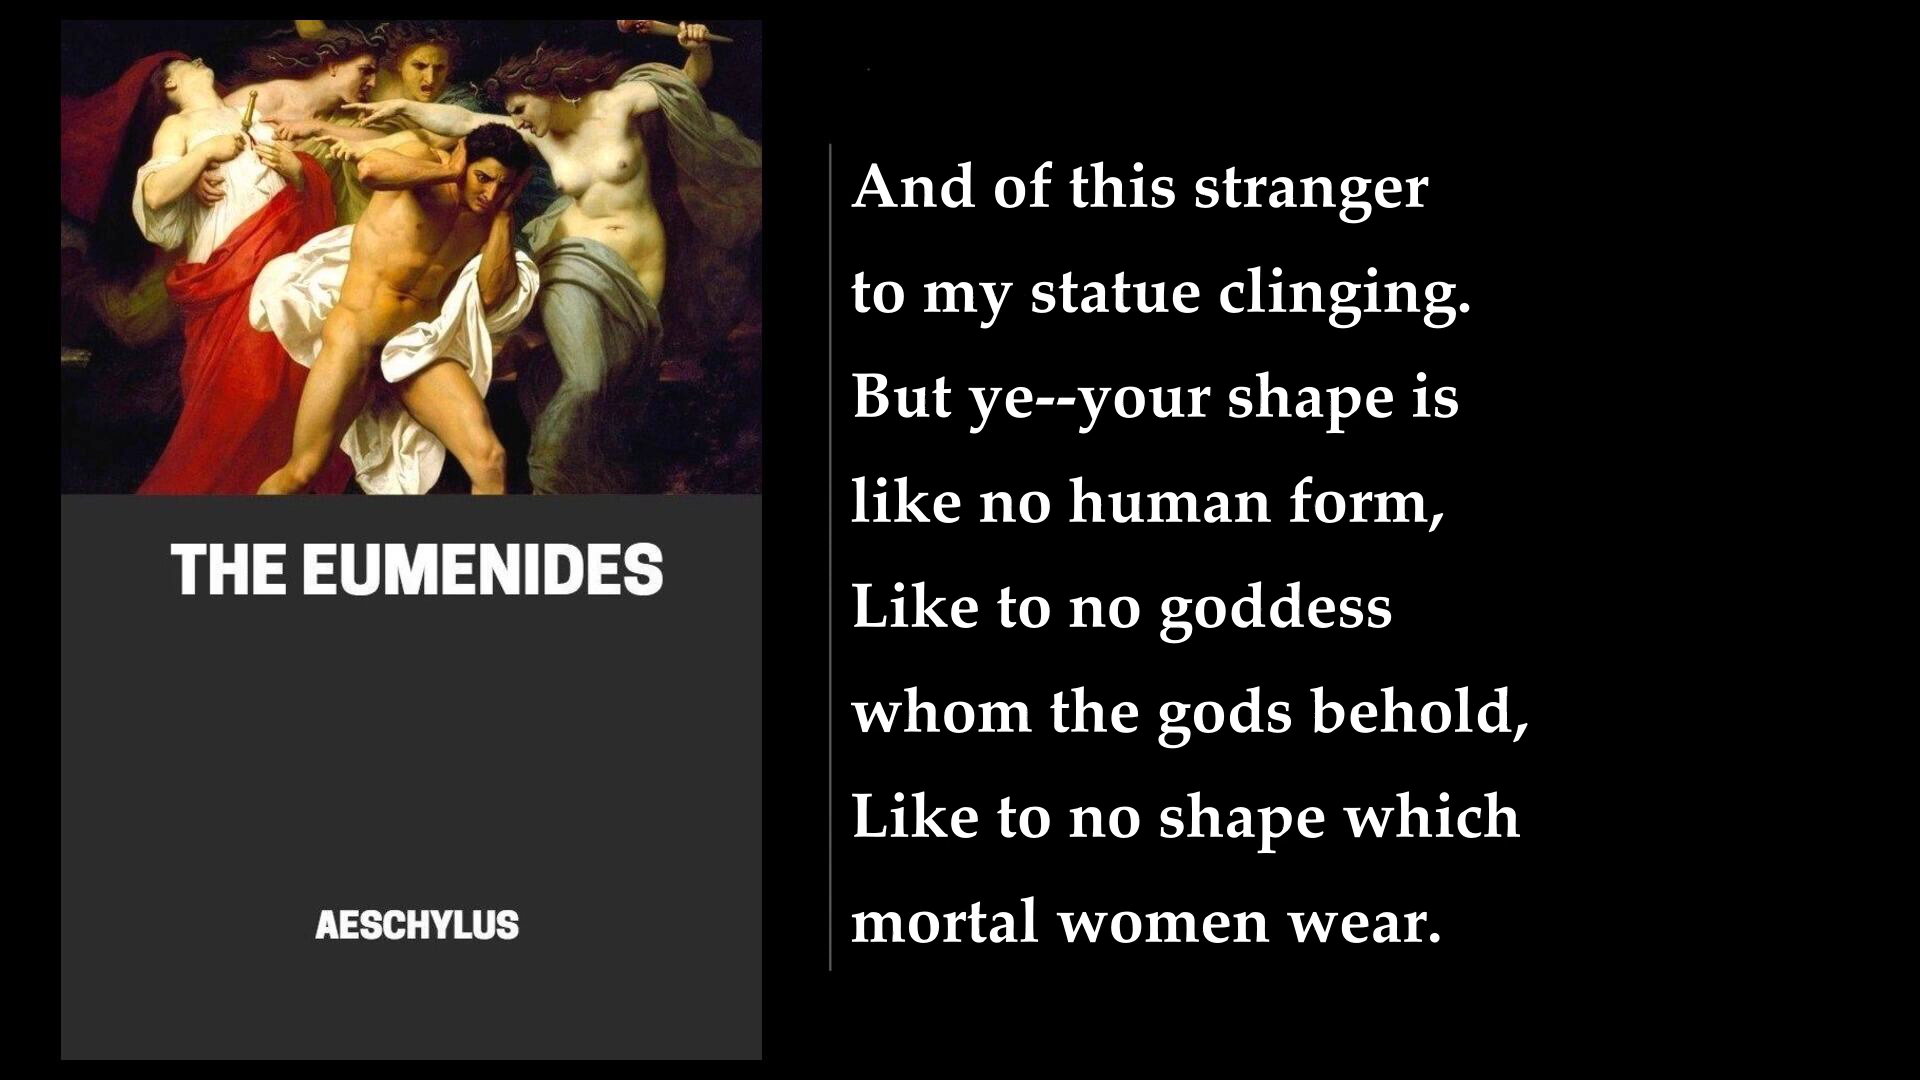 THE EUMENIDES
AESCHYLUS
And of this stranger
to my statue clinging.
But ye--your shape is
like no human form,
Like to no goddess
whom the gods behold,
Like to no shape which
mortal women wear.